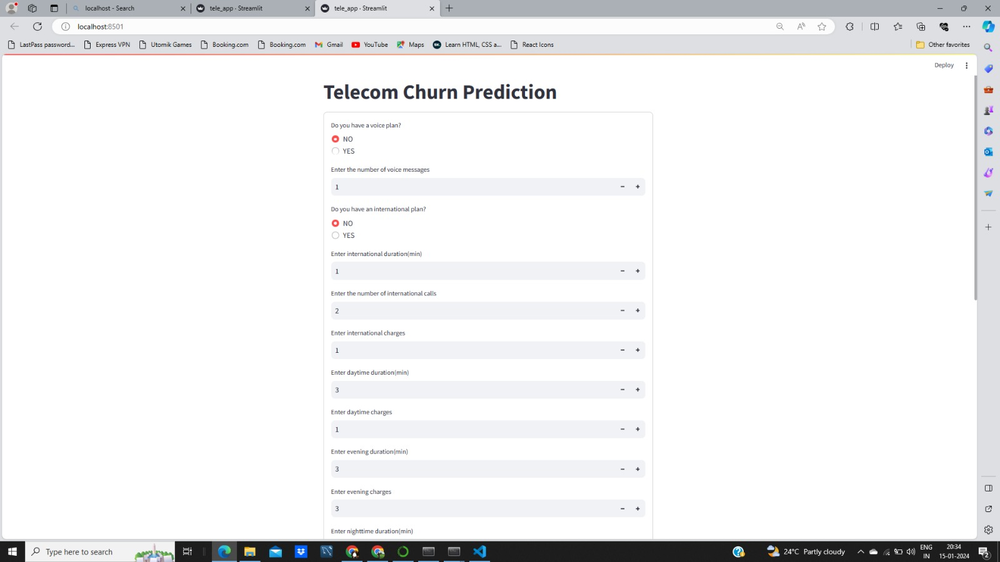 localhost - Search
tele_app · Streamlit
tele_app · Streamlit
localhost:8501
LastPass password...
Express VPN
Utomik Games
Booking.com
Booking.com
Gmail
YouTube
Maps
Learn HTML, CSS a...
React Icons
Other favorites
Deploy
Telecom Churn Prediction
Do you have a voice plan?
NO
YES
Enter the number of voice messages
1
Do you have an international plan?
NO
YES
Enter international duration(min)
1
Enter the number of international calls
2
Enter international charges
1
Enter daytime duration(min)
3
Enter daytime charges
1
Enter evening duration(min)
3
Enter evening charges
3
Enter nighttime duration(min)
Type here to search
24°C Partly cloudy
ENG
IN
20:34
15-01-2024
2